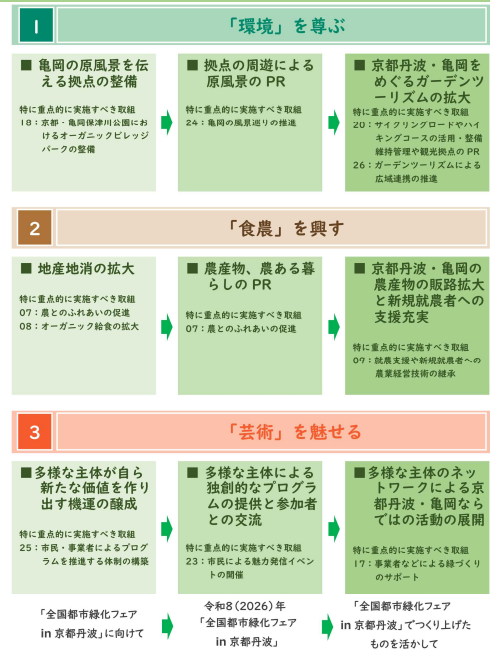 1 「環境」を尊ぶ
■ 亀岡の原風景を伝
える拠点の整備
特に重点的に実施すべき取組
18：京都・亀岡保津川公園にお
けるオーガニックビレッジ
パークの整備
■ 拠点の周遊による
原風景の PR
特に重点的に実施すべき取組
24：亀岡の風景巡りの推進
■ 京都丹波・亀岡を
めぐるガーデンツ
ーリズムの拡大
特に重点的に実施すべき取組
20：サイクリングロードやハイ
キングコースの活用・整備
維持管理や観光拠点の PR
26：ガーデンツーリズムによる
広域連携の推進
2 「食農」を興す
■ 地産地消の拡大
特に重点的に実施すべき取組
07：農とのふれあいの促進
08：オーガニック給食の拡大
■ 農産物、農ある暮
らしの PR
特に重点的に実施すべき取組
07：農とのふれあいの促進
■ 京都丹波・亀岡の
農産物の販路拡大
と新規就農者への
支援充実
特に重点的に実施すべき取組
09：就農支援や新規就農者への
農業経営技術の継承
3 「芸術」を魅せる
■多様な主体が自ら
新たな価値を作り
出す機運の醸成
特に重点的に実施すべき取組
25：市民・事業者によるプログ
ラムを推進する体制の構築
■ 多様な主体による
独創的なプログラ
ムの提供と参加者
との交流
特に重点的に実施すべき取組
23：市民による魅力発信イベン
トの開催
■多様な主体のネッ
トワークによる京
都丹波・亀岡なら
ではの活動の展開
特に重点的に実施すべき取組
17：事業者などによる緑づくり
のサポート
「全国都市緑化フェア
in 京都丹波」に向けて
令和8（2026）年
「全国都市緑化フェア
in 京都丹波」
「全国都市緑化フェア
in 京都丹波」でつくり上げた
ものを活かして